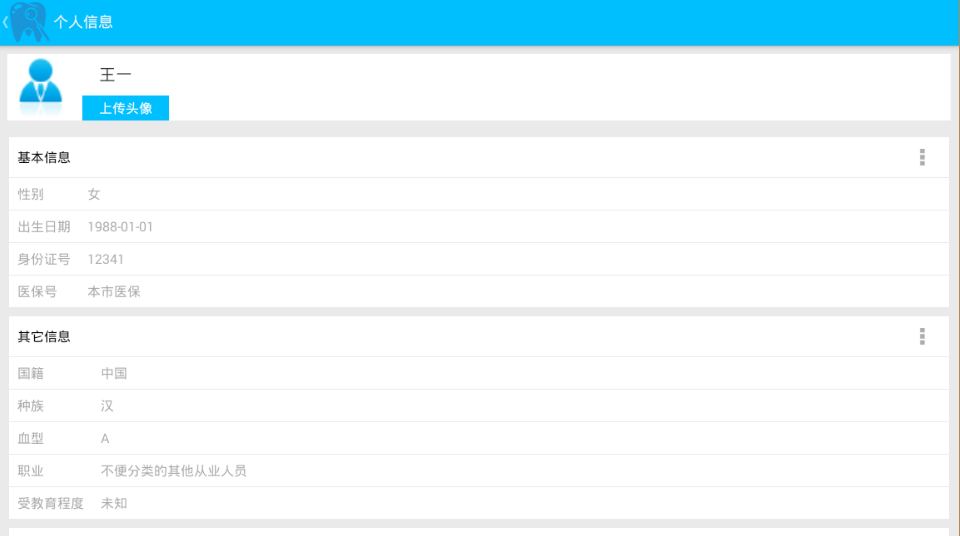 个人信息
王一
上传头像
基本信息
性别 女
出生日期 1988-01-01
身份证号 12341
医保号 本市医保
其它信息
国籍 中国
种族 汉
血型 A
职业 不便分类的其他从业人员
受教育程度 未知